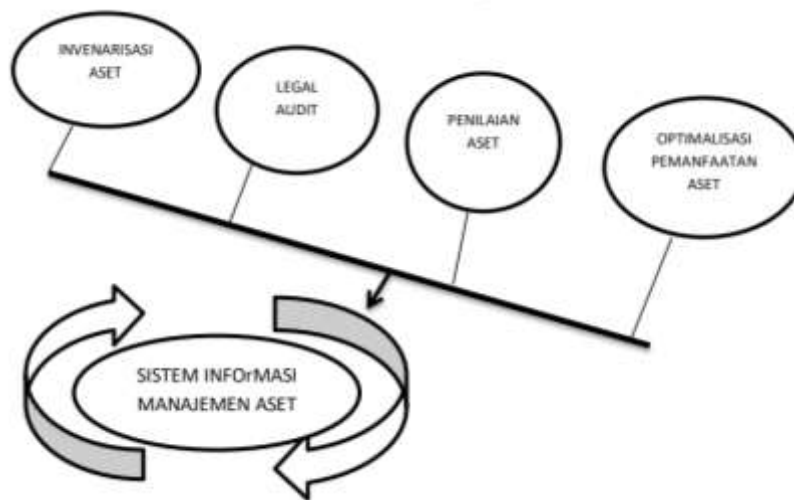 INVENARISASI
ASET
LEGAL
AUDIT
PENILAIAN
ASET
OPTIMALISASI
PEMANFAATAN
ASET
SISTEM INFOrMASI
MANAJEMEN ASET